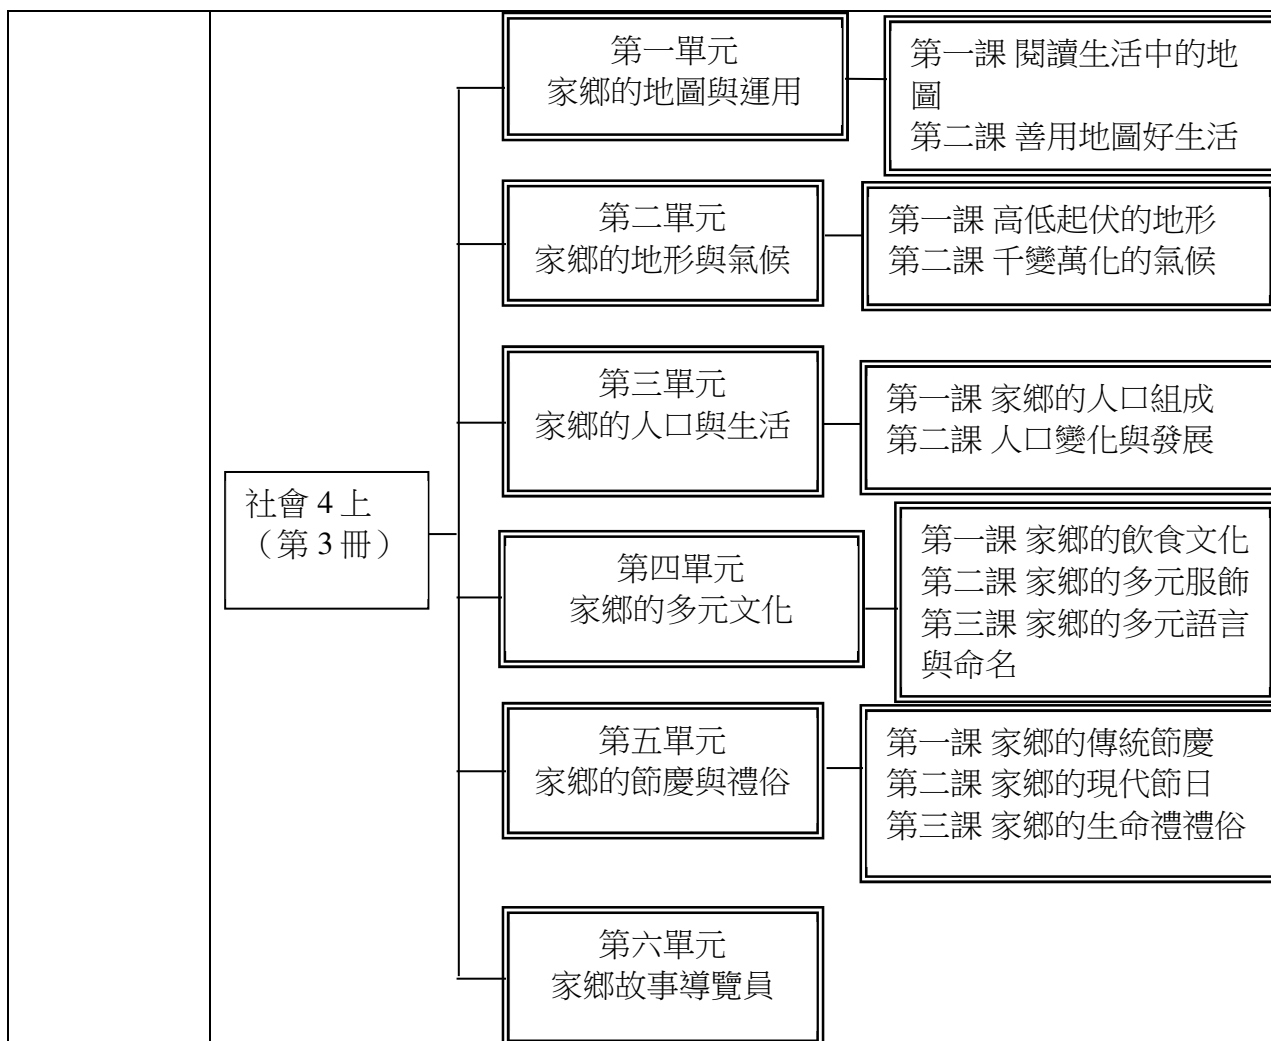 社會 4 上
（第 3 冊）
第一單元
家鄉的地圖與運用
第一課 閱讀生活中的地
圖
第二課 善用地圖好生活
第二單元
家鄉的地形與氣候
第一課 高低起伏的地形
第二課 千變萬化的氣候
第三單元
家鄉的人口與生活
第一課 家鄉的人口組成
第二課 人口變化與發展
第四單元
家鄉的多元文化
第一課 家鄉的飲食文化
第二課 家鄉的多元服飾
第三課 家鄉的多元語言
與命名
第五單元
家鄉的節慶與禮俗
第一課 家鄉的傳統節慶
第二課 家鄉的現代節日
第三課 家鄉的生命禮禮俗
第六單元
家鄉故事導覽員